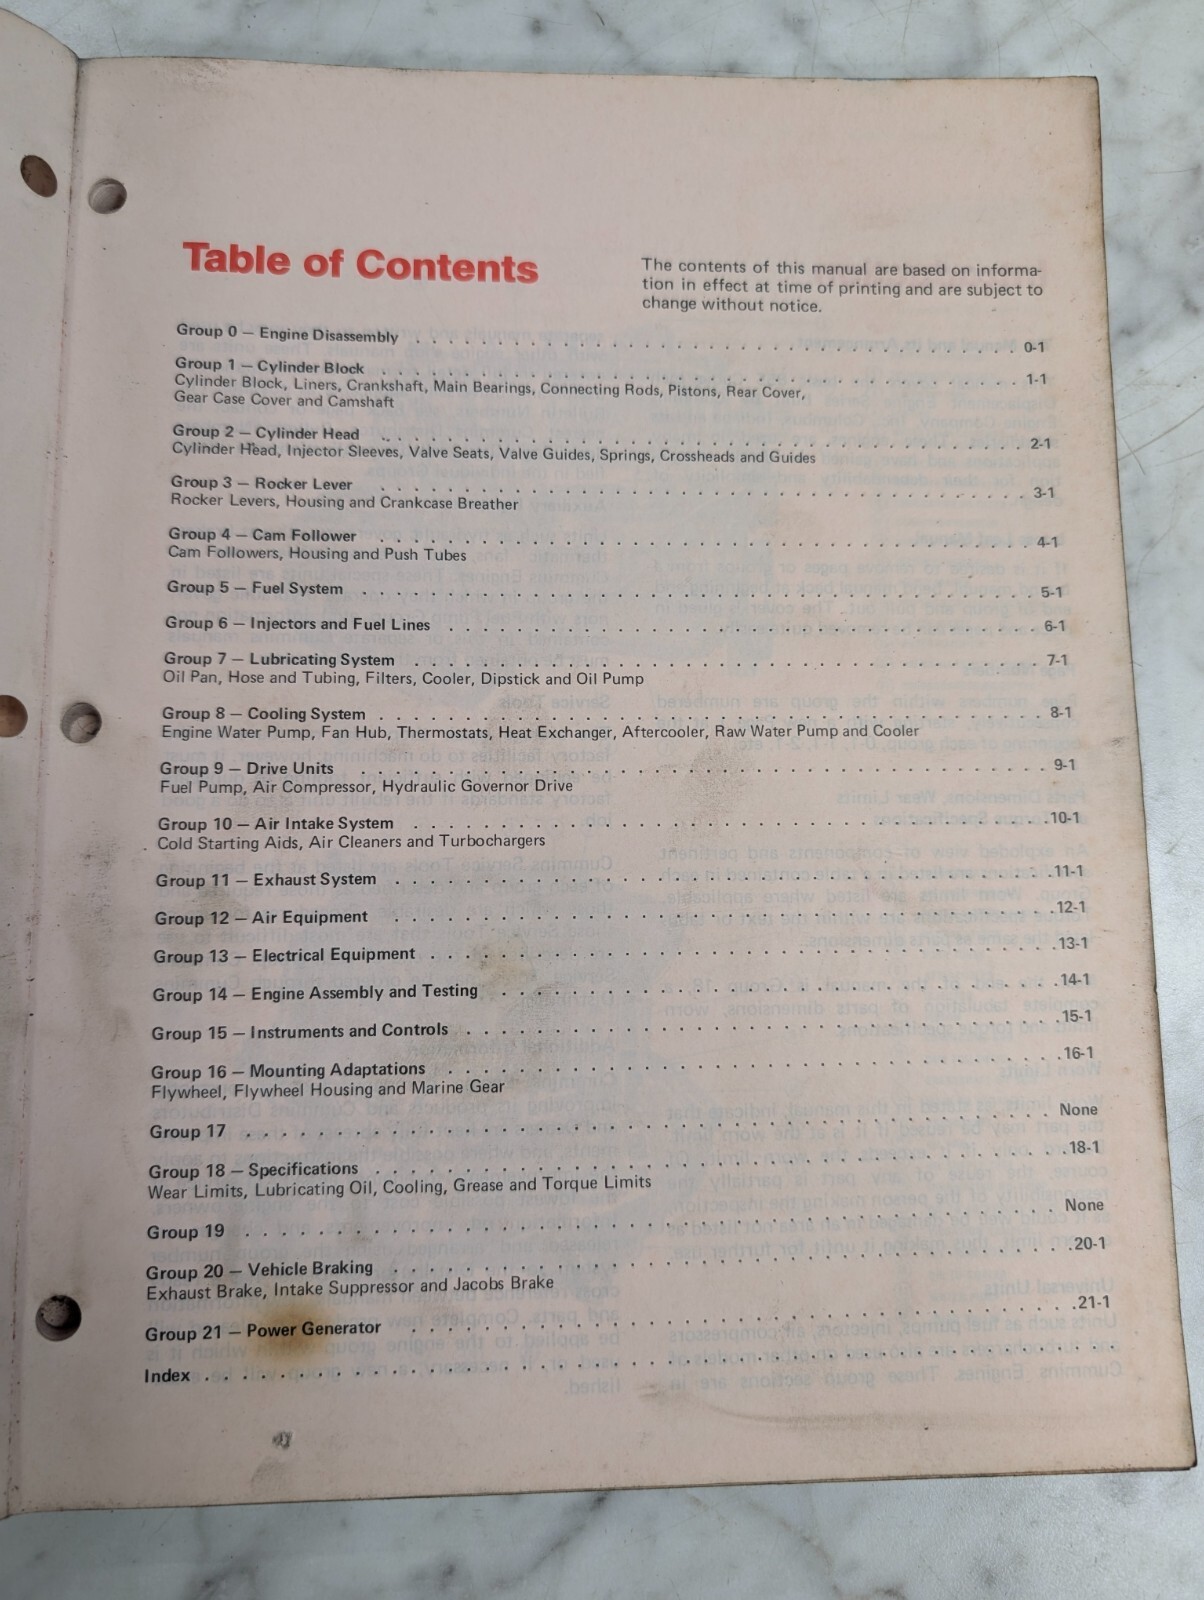 Table of Contents
The contents of this manual are based on informa-
tion in effect at time of printing and are subject to
change without notice.
Group 0 — Engine Disassembly . . . . . . . . . . . . . . . . . . . . 0-1
Group 1 — Cylinder Block . . . . . . . . . . . . . . . . . . . . 1-1
Cylinder Block, Liners, Crankshaft, Main Bearings, Connecting Rods, Pistons, Rear Cover,
Gear Case Cover and Camshaft
Group 2 — Cylinder Head . . . . . . . . . . . . . . . . . . . . 2-1
Cylinder Head, Injector Sleeves, Valve Seats, Valve Guides, Springs, Crossheads and Guides
Group 3 — Rocker Lever . . . . . . . . . . . . . . . . . . . . 3-1
Rocker Levers, Housing and Crankcase Breather
Group 4 — Cam Follower . . . . . . . . . . . . . . . . . . . . 4-1
Cam Followers, Housing and Push Tubes
Group 5 — Fuel System . . . . . . . . . . . . . . . . . . . . 5-1
Group 6 — Injectors and Fuel Lines . . . . . . . . . . . . . . . . . . . . 6-1
Group 7 — Lubricating System . . . . . . . . . . . . . . . . . . . . 7-1
Oil Pan, Hose and Tubing, Filters, Cooler, Dipstick and Oil Pump
Group 8 — Cooling System . . . . . . . . . . . . . . . . . . . . 8-1
Engine Water Pump, Fan Hub, Thermostats, Heat Exchanger, Aftercooler, Raw Water Pump and Cooler
Group 9 — Drive Units . . . . . . . . . . . . . . . . . . . . 9-1
Fuel Pump, Air Compressor, Hydraulic Governor Drive
Group 10 — Air Intake System . . . . . . . . . . . . . . . . . . . . 10-1
Cold Starting Aids, Air Cleaners and Turbochargers
Group 11 — Exhaust System . . . . . . . . . . . . . . . . . . . . 11-1
Group 12 — Air Equipment . . . . . . . . . . . . . . . . . . . . 12-1
Group 13 — Electrical Equipment . . . . . . . . . . . . . . . . . . . . 13-1
Group 14 — Engine Assembly and Testing . . . . . . . . . . . . . . . . . . . . 14-1
Group 15 — Instruments and Controls . . . . . . . . . . . . . . . . . . . . 15-1
Group 16 — Mounting Adaptations . . . . . . . . . . . . . . . . . . . . 16-1
Flywheel, Flywheel Housing and Marine Gear
Group 17 . . . . . . . . . . . . . . . . . . . . None
Group 18 — Specifications . . . . . . . . . . . . . . . . . . . . 18-1
Wear Limits, Lubricating Oil, Cooling, Grease and Torque Limits
Group 19 . . . . . . . . . . . . . . . . . . . . None
Group 20 — Vehicle Braking . . . . . . . . . . . . . . . . . . . . 20-1
Exhaust Brake, Intake Suppressor and Jacobs Brake
Group 21 — Power Generator . . . . . . . . . . . . . . . . . . . . 21-1
Index . . . . . . . . . . . . . . . . . . . .